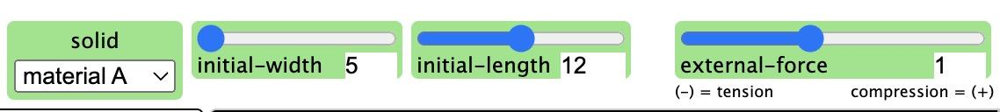 solid
material A
initial-width 5
initial-length 12
external-force 1
(–) = tension compression = (+)